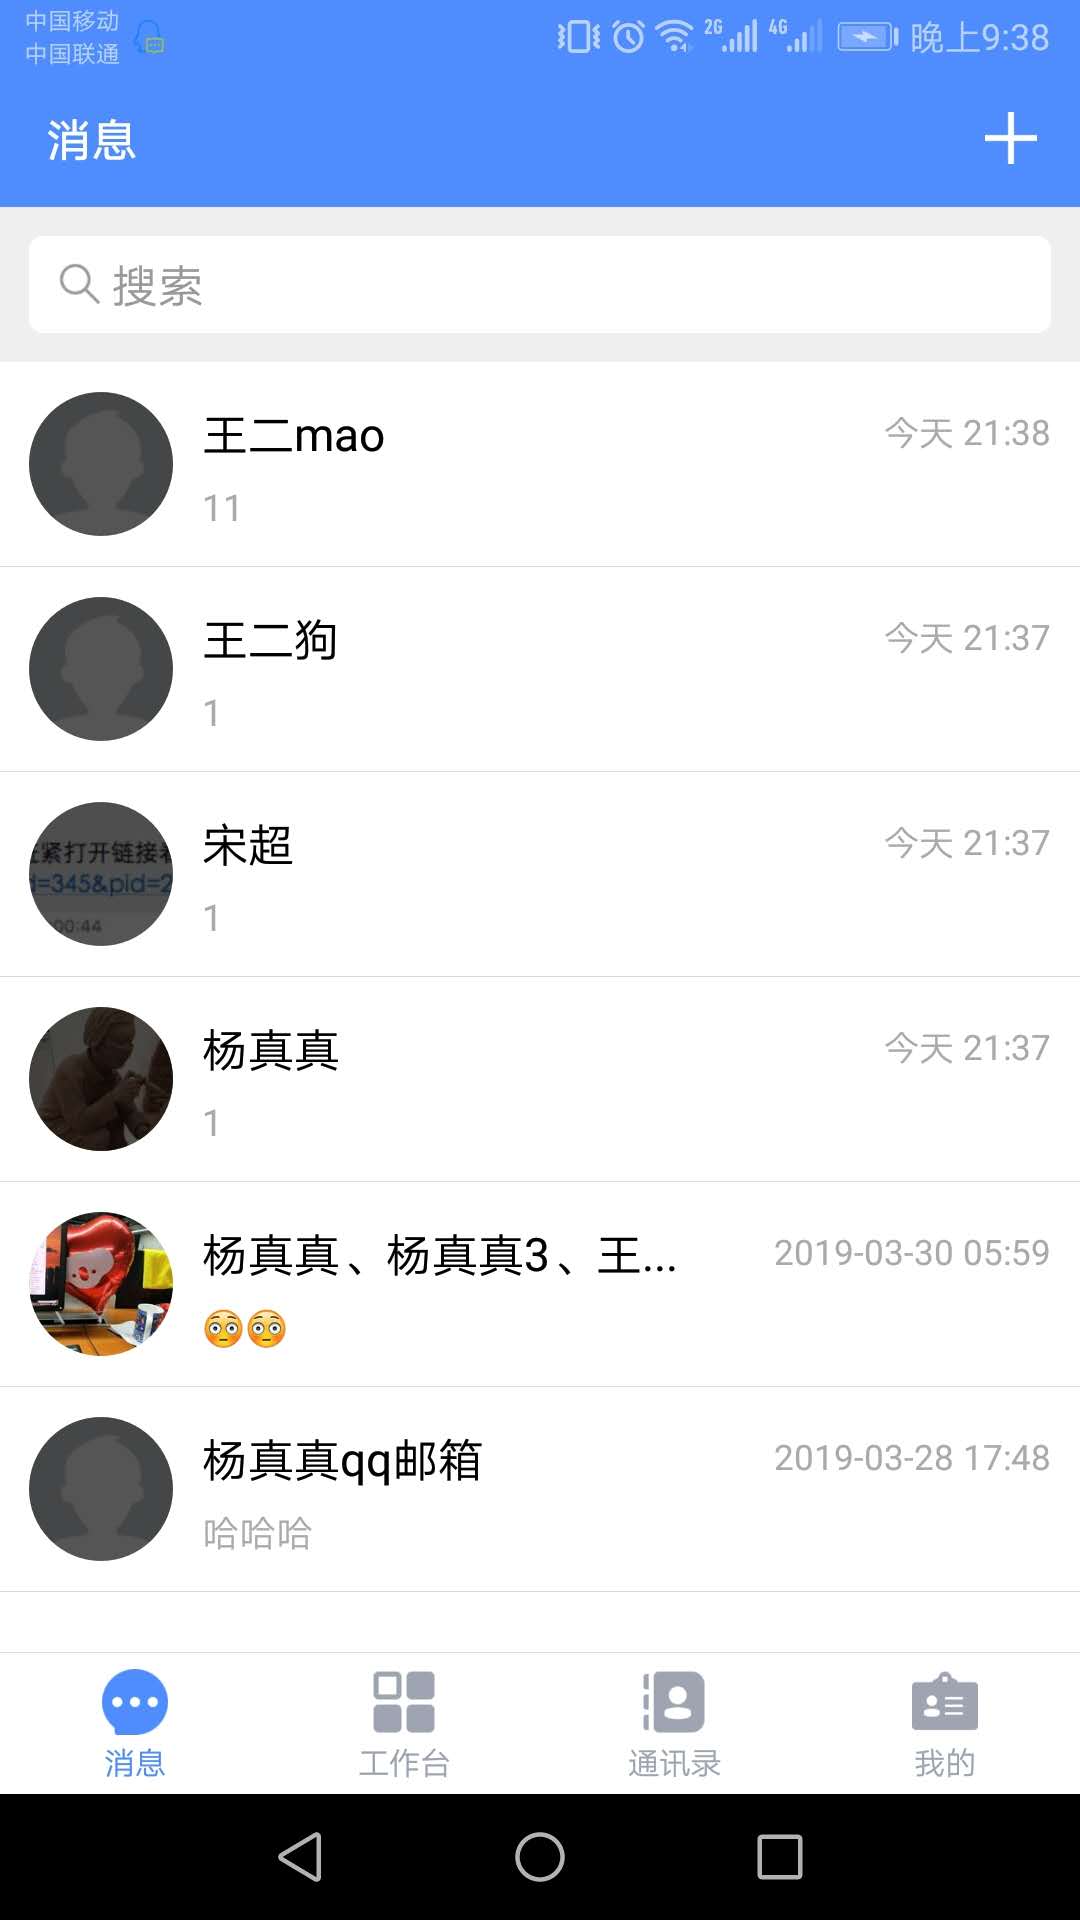 中国移动
中国联通
2G 4G 晚上9:38
消息
搜索
王二mao 今天 21:38
11
王二狗 今天 21:37
1
宋超 今天 21:37
1
紧打开链接
d=345&pid=2
00:44
杨真真 今天 21:37
1
杨真真、杨真真3、王... 2019-03-30 05:59
😳😳
杨真真qq邮箱 2019-03-28 17:48
哈哈哈
消息 工作台 通讯录 我的